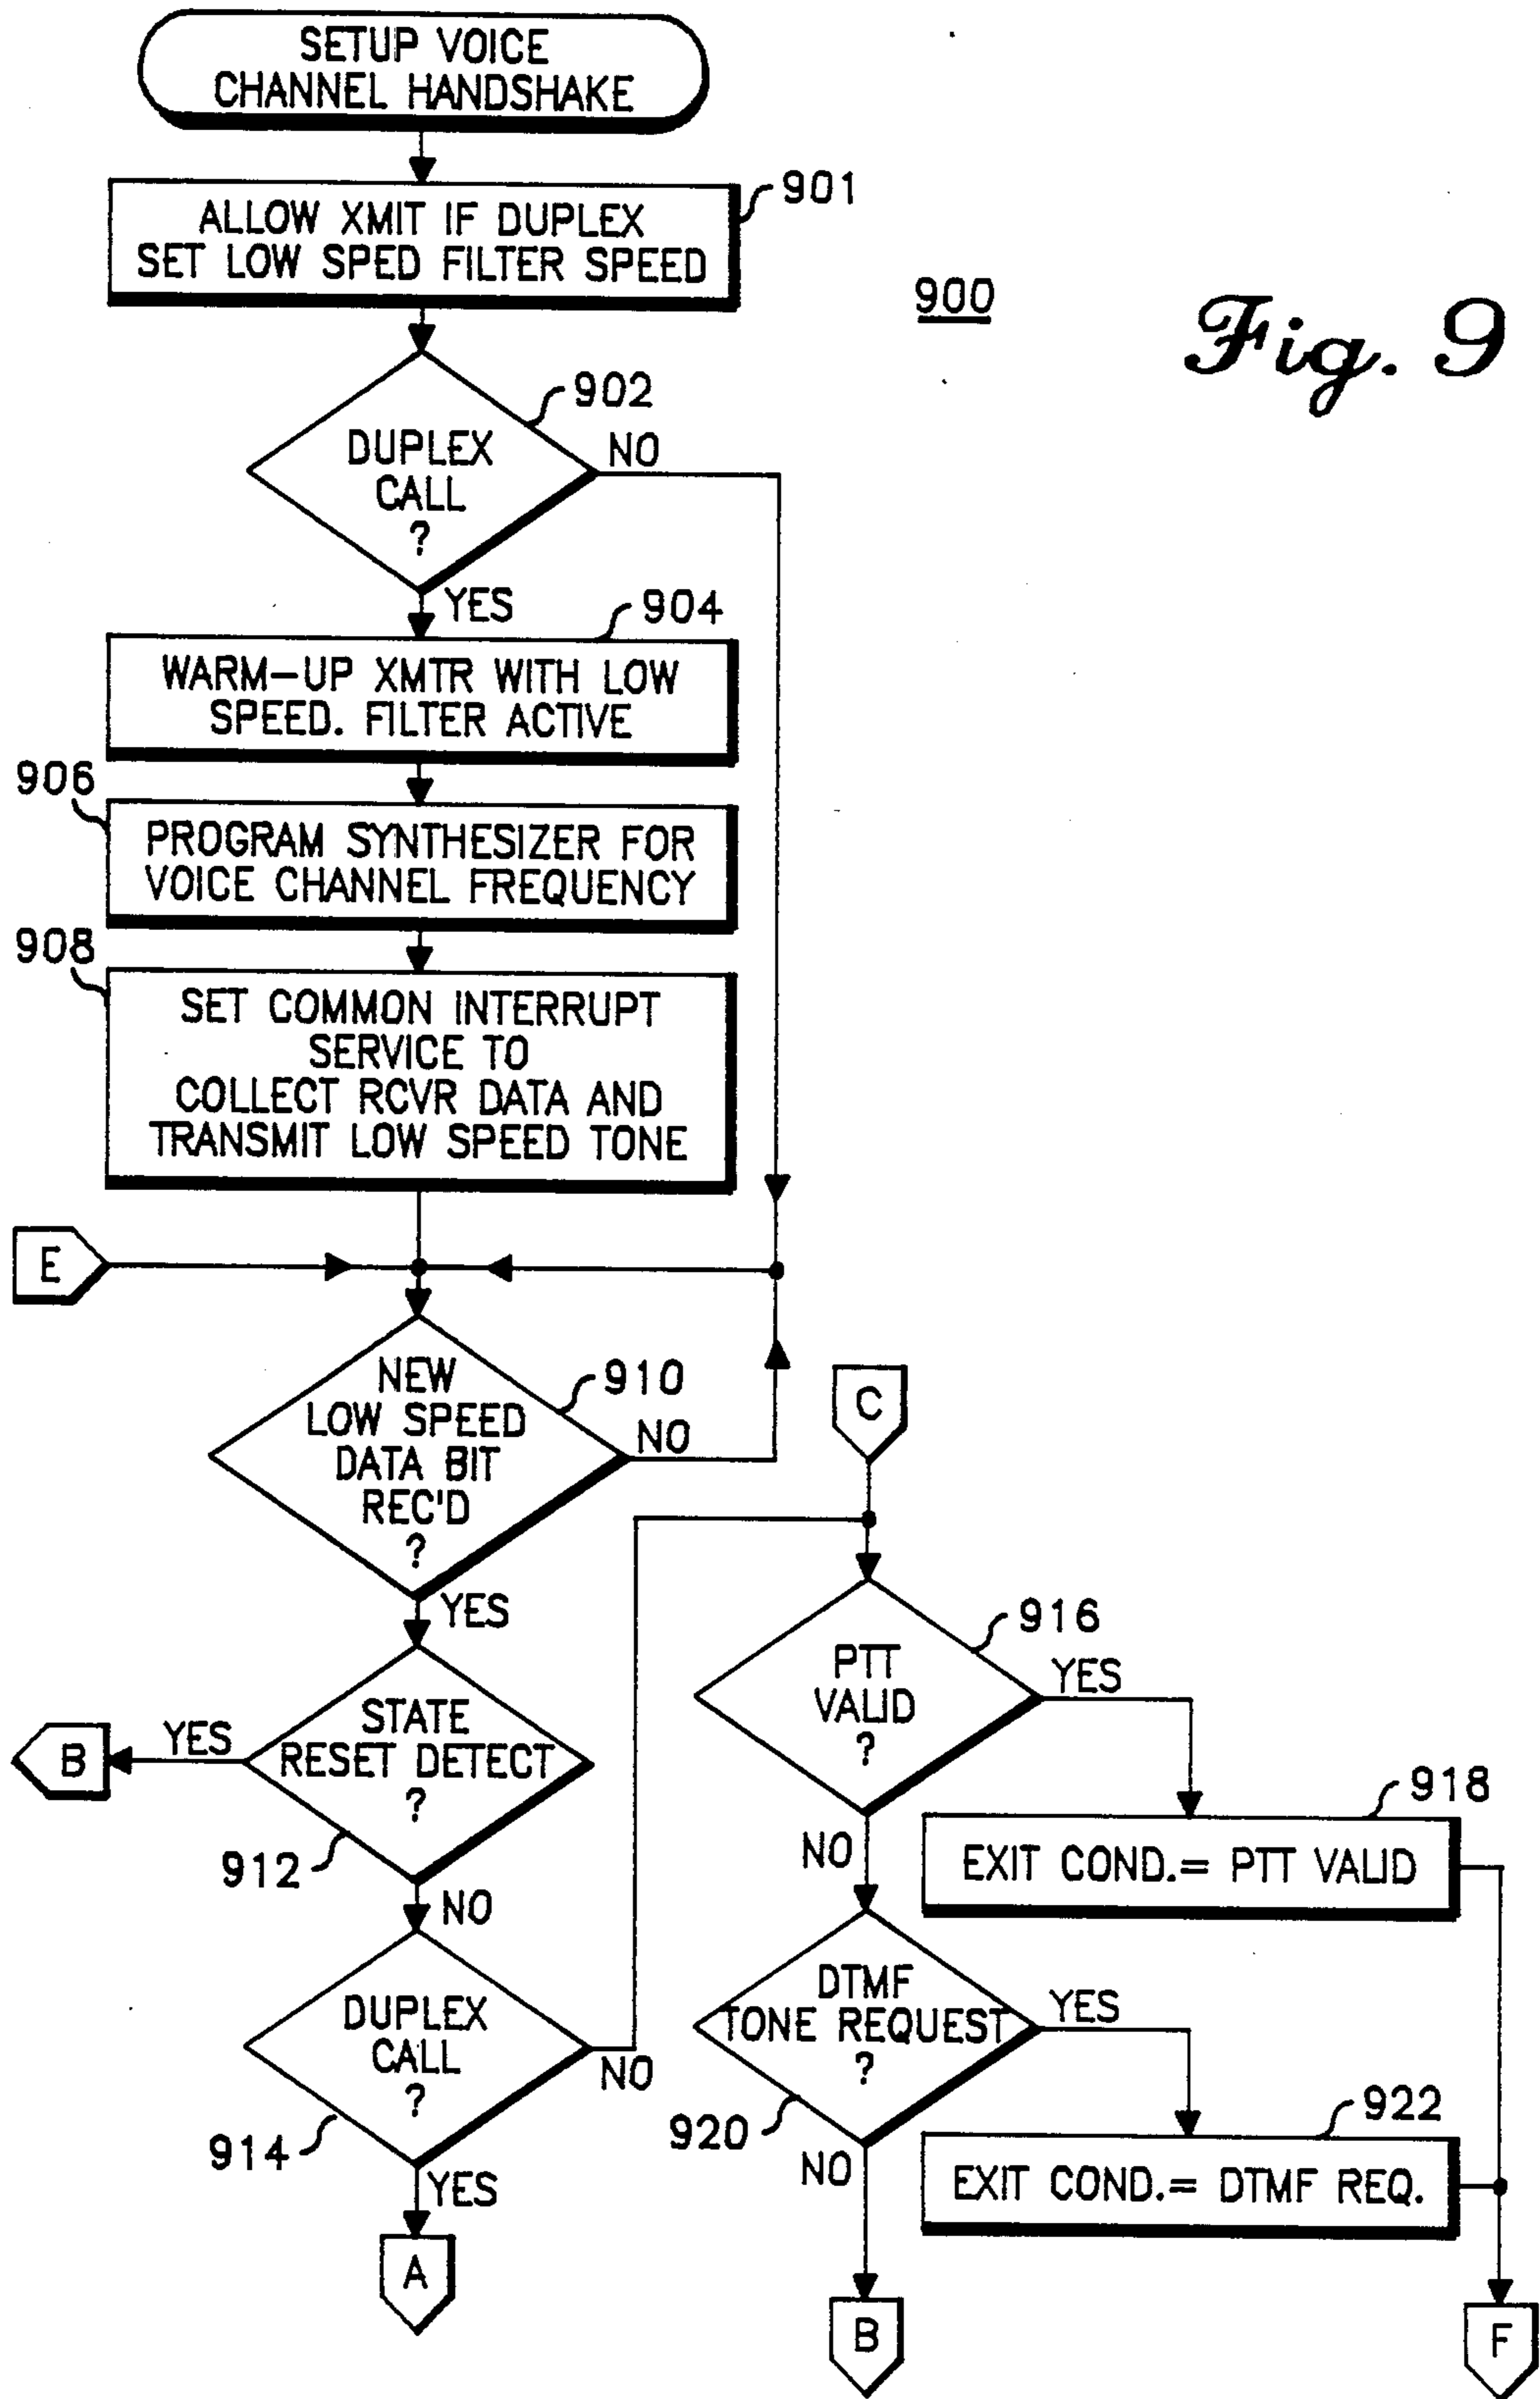 SETUP VOICE
CHANNEL HANDSHAKE
901
ALLOW XMIT IF DUPLEX
SET LOW SPED FILTER SPEED
900
Fig. 9
902
DUPLEX
CALL
?
NO
YES
904
WARM-UP XMTR WITH LOW
SPEED. FILTER ACTIVE
906
PROGRAM SYNTHESIZER FOR
VOICE CHANNEL FREQUENCY
908
SET COMMON INTERRUPT
SERVICE TO
COLLECT RCVR DATA AND
TRANSMIT LOW SPEED TONE
E
910
NEW
LOW SPEED
DATA BIT
REC'D
?
NO
YES
STATE
RESET DETECT
?
YES
B
912
NO
DUPLEX
CALL
?
NO
914
YES
A
C
916
PTT
VALID
?
YES
918
EXIT COND.= PTT VALID
NO
DTMF
TONE REQUEST
?
YES
920
922
EXIT COND.= DTMF REQ.
NO
B
F